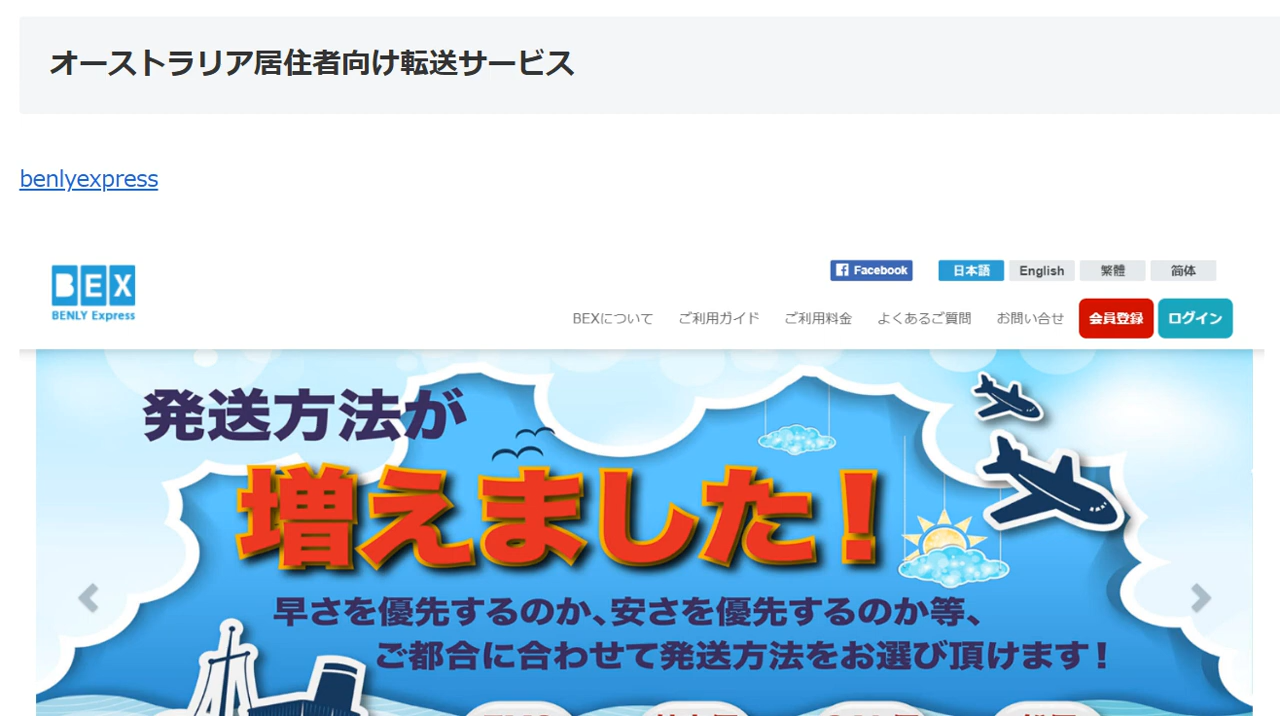 オーストラリア居住者向け転送サービス
benlyexpress
BEX
BENLY Express
Facebook 日本語 English 繁體 简体
BEXについて ご利用ガイド ご利用料金 よくあるご質問 お問い合せ 会員登録 ログイン
発送方法が
増えました!
早さを優先するのか、安さを優先するのか等、
ご都合に合わせて発送方法をお選び頂けます!